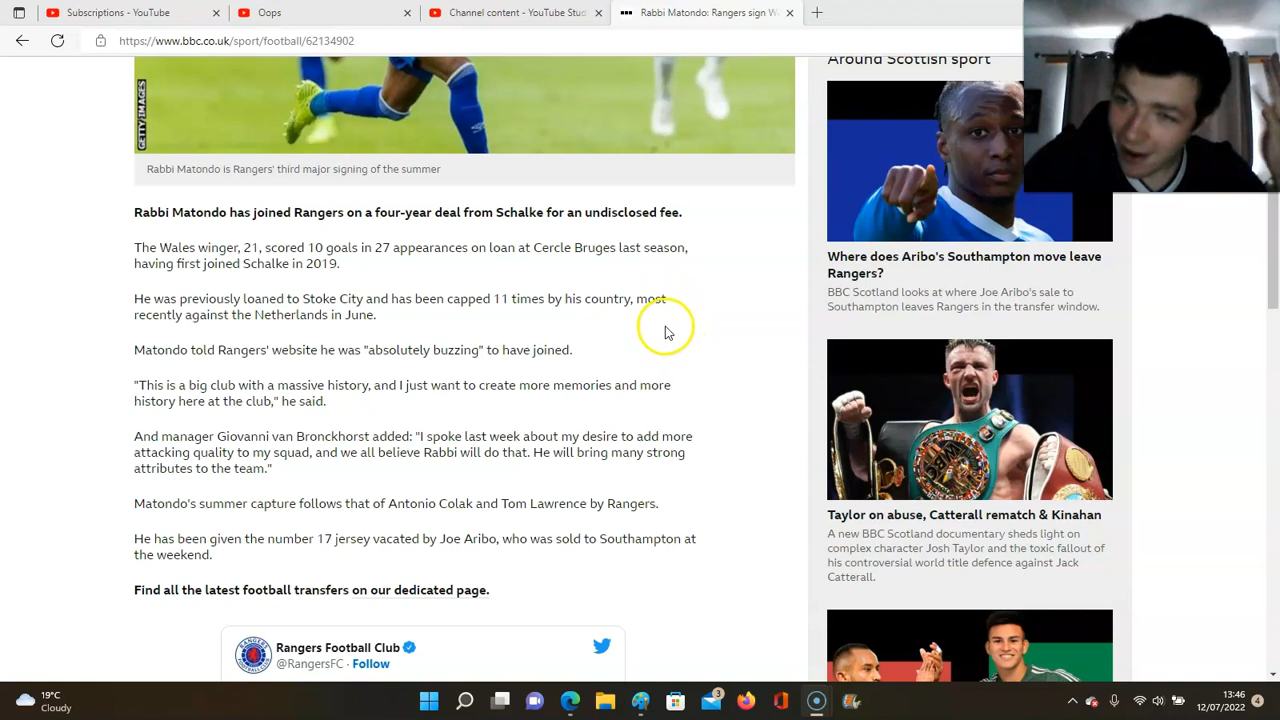 Subscriptions - YouTube
Oops
Channel content - YouTube Stud
Rabbi Matondo: Rangers sign W
https://www.bbc.co.uk/sport/football/62134902
GETTY IMAGES
Rabbi Matondo is Rangers' third major signing of the summer
Rabbi Matondo has joined Rangers on a four-year deal from Schalke for an undisclosed fee.
The Wales winger, 21, scored 10 goals in 27 appearances on loan at Cercle Bruges last season,
having first joined Schalke in 2019.
He was previously loaned to Stoke City and has been capped 11 times by his country, most
recently against the Netherlands in June.
Matondo told Rangers' website he was "absolutely buzzing" to have joined.
"This is a big club with a massive history, and I just want to create more memories and more
history here at the club," he said.
And manager Giovanni van Bronckhorst added: "I spoke last week about my desire to add more
attacking quality to my squad, and we all believe Rabbi will do that. He will bring many strong
attributes to the team."
Matondo's summer capture follows that of Antonio Colak and Tom Lawrence by Rangers.
He has been given the number 17 jersey vacated by Joe Aribo, who was sold to Southampton at
the weekend.
Find all the latest football transfers on our dedicated page.
Rangers Football Club
@RangersFC · Follow
Around Scottish sport
Where does Aribo's Southampton move leave
Rangers?
BBC Scotland looks at where Joe Aribo's sale to
Southampton leaves Rangers in the transfer window.
Taylor on abuse, Catterall rematch & Kinahan
A new BBC Scotland documentary sheds light on
complex character Josh Taylor and the toxic fallout of
his controversial world title defence against Jack
Catterall.
19°C
Cloudy
3
13:46
12/07/2022
4